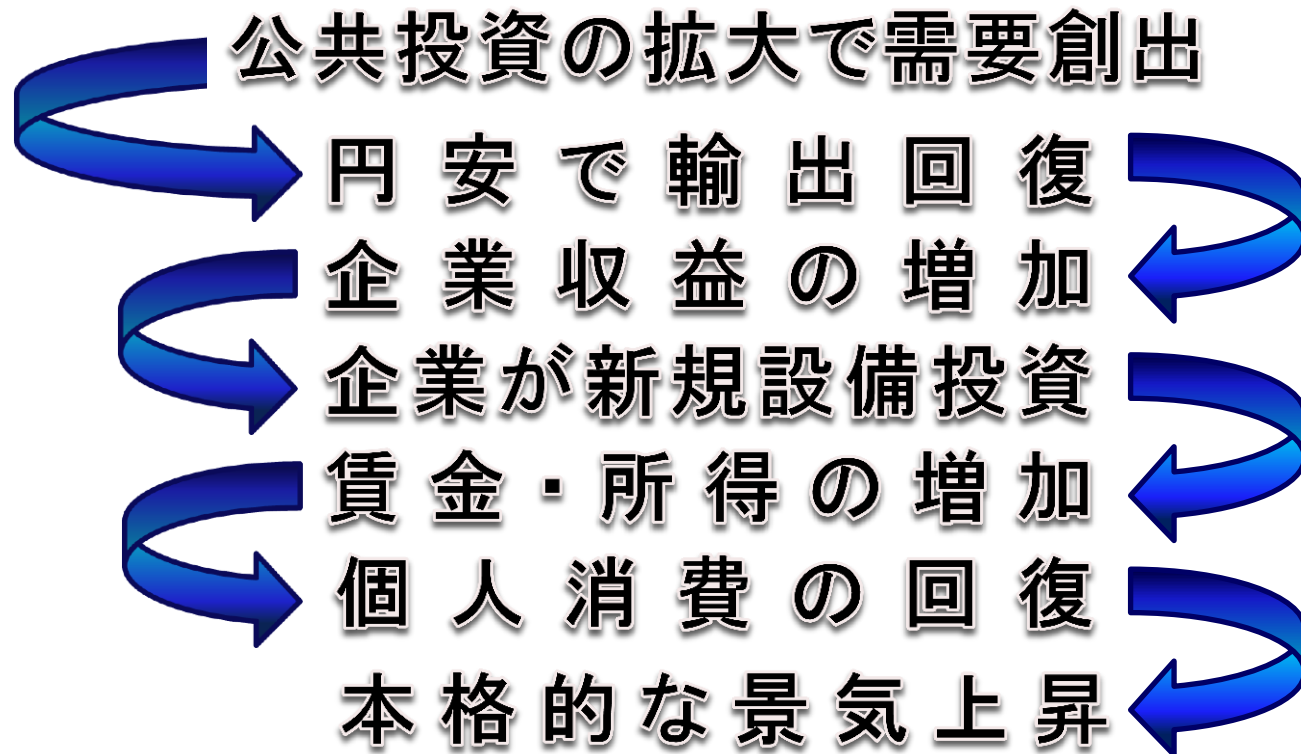 公共投資の拡大で需要創出
円安で輸出回復
企業収益の増加
企業が新規設備投資
賃金・所得の増加
個人消費の回復
本格的な景気上昇